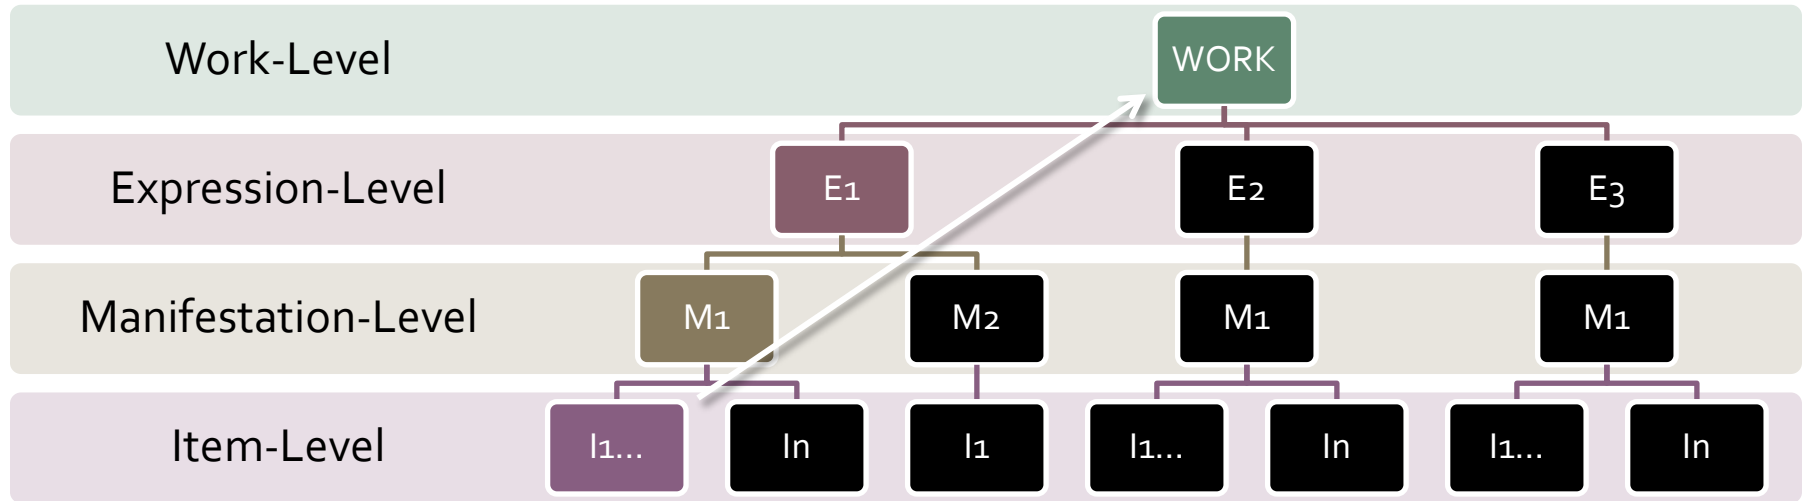 Work-Level
WORK
Expression-Level
E1
E2
E3
Manifestation-Level
M1
M2
M1
M1
Item-Level
I1...
In
I1
I1...
In
I1...
In